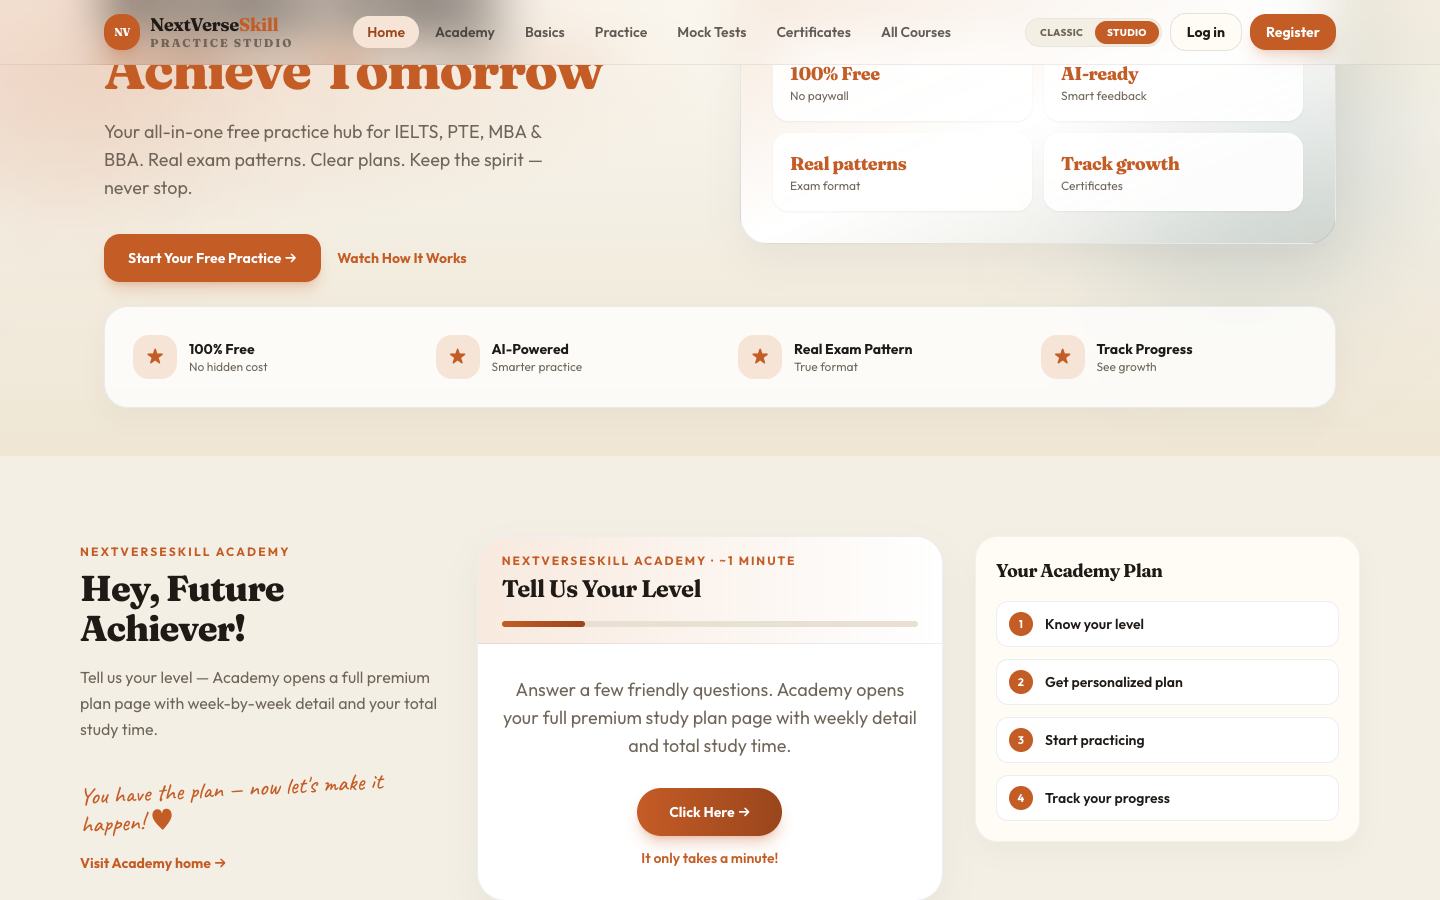 NV
NextVerseSkill
PRACTICE STUDIO
Home
Academy
Basics
Practice
Mock Tests
Certificates
All Courses
CLASSIC
STUDIO
Log in
Register
Achieve Tomorrow
Your all-in-one free practice hub for IELTS, PTE, MBA &
BBA. Real exam patterns. Clear plans. Keep the spirit —
never stop.
Start Your Free Practice →
Watch How It Works
100% Free
No paywall
AI-ready
Smart feedback
Real patterns
Exam format
Track growth
Certificates
100% Free
No hidden cost
AI-Powered
Smarter practice
Real Exam Pattern
True format
Track Progress
See growth
NEXTVERSESKILL ACADEMY
Hey, Future
Achiever!
Tell us your level — Academy opens a full premium
plan page with week-by-week detail and your total
study time.
You have the plan — now let's make it
happen! ♥
Visit Academy home →
NEXTVERSESKILL ACADEMY · ~1 MINUTE
Tell Us Your Level
Answer a few friendly questions. Academy opens
your full premium study plan page with weekly detail
and total study time.
Click Here →
It only takes a minute!
Your Academy Plan
1 Know your level
2 Get personalized plan
3 Start practicing
4 Track your progress